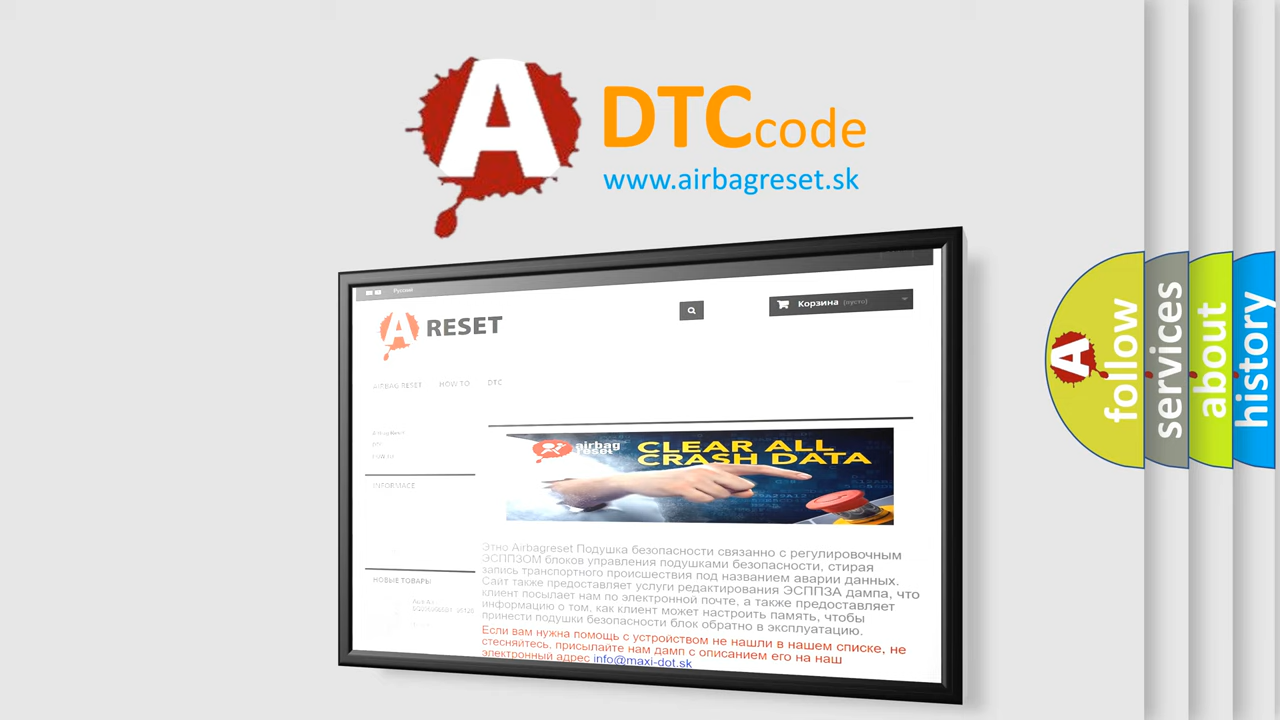 A
DTCcode
www.airbagreset.sk
Русский
A RESET
Корзина (пусто)
AIRBAG RESET HOW TO DTC
INFORMACE
airbag
reset
CLEAR ALL
CRASH DATA
Этно Airbagreset Подушка безопасности связанно с регулировочным
ЭСППЗОМ блоков управления подушками безопасности, стирая
запись транспортного происшествия под названием аварии данных.
Сайт также предоставляет услуги редактирования ЭСППЗА дампа, что
клиент посылает нам по электронной почте, а также предоставляет
информацию о том, как клиент может настроить память, чтобы
принести подушки безопасности блок обратно в эксплуатацию.
Если вам нужна помощь с устройством не нашли в нашем списке, не
стесняйтесь, присылайте нам дамп с описанием его на наш
электронный адрес info@maxi-dot.sk
НОВЫЕ ТОВАРЫ
A
follow
services
about
history